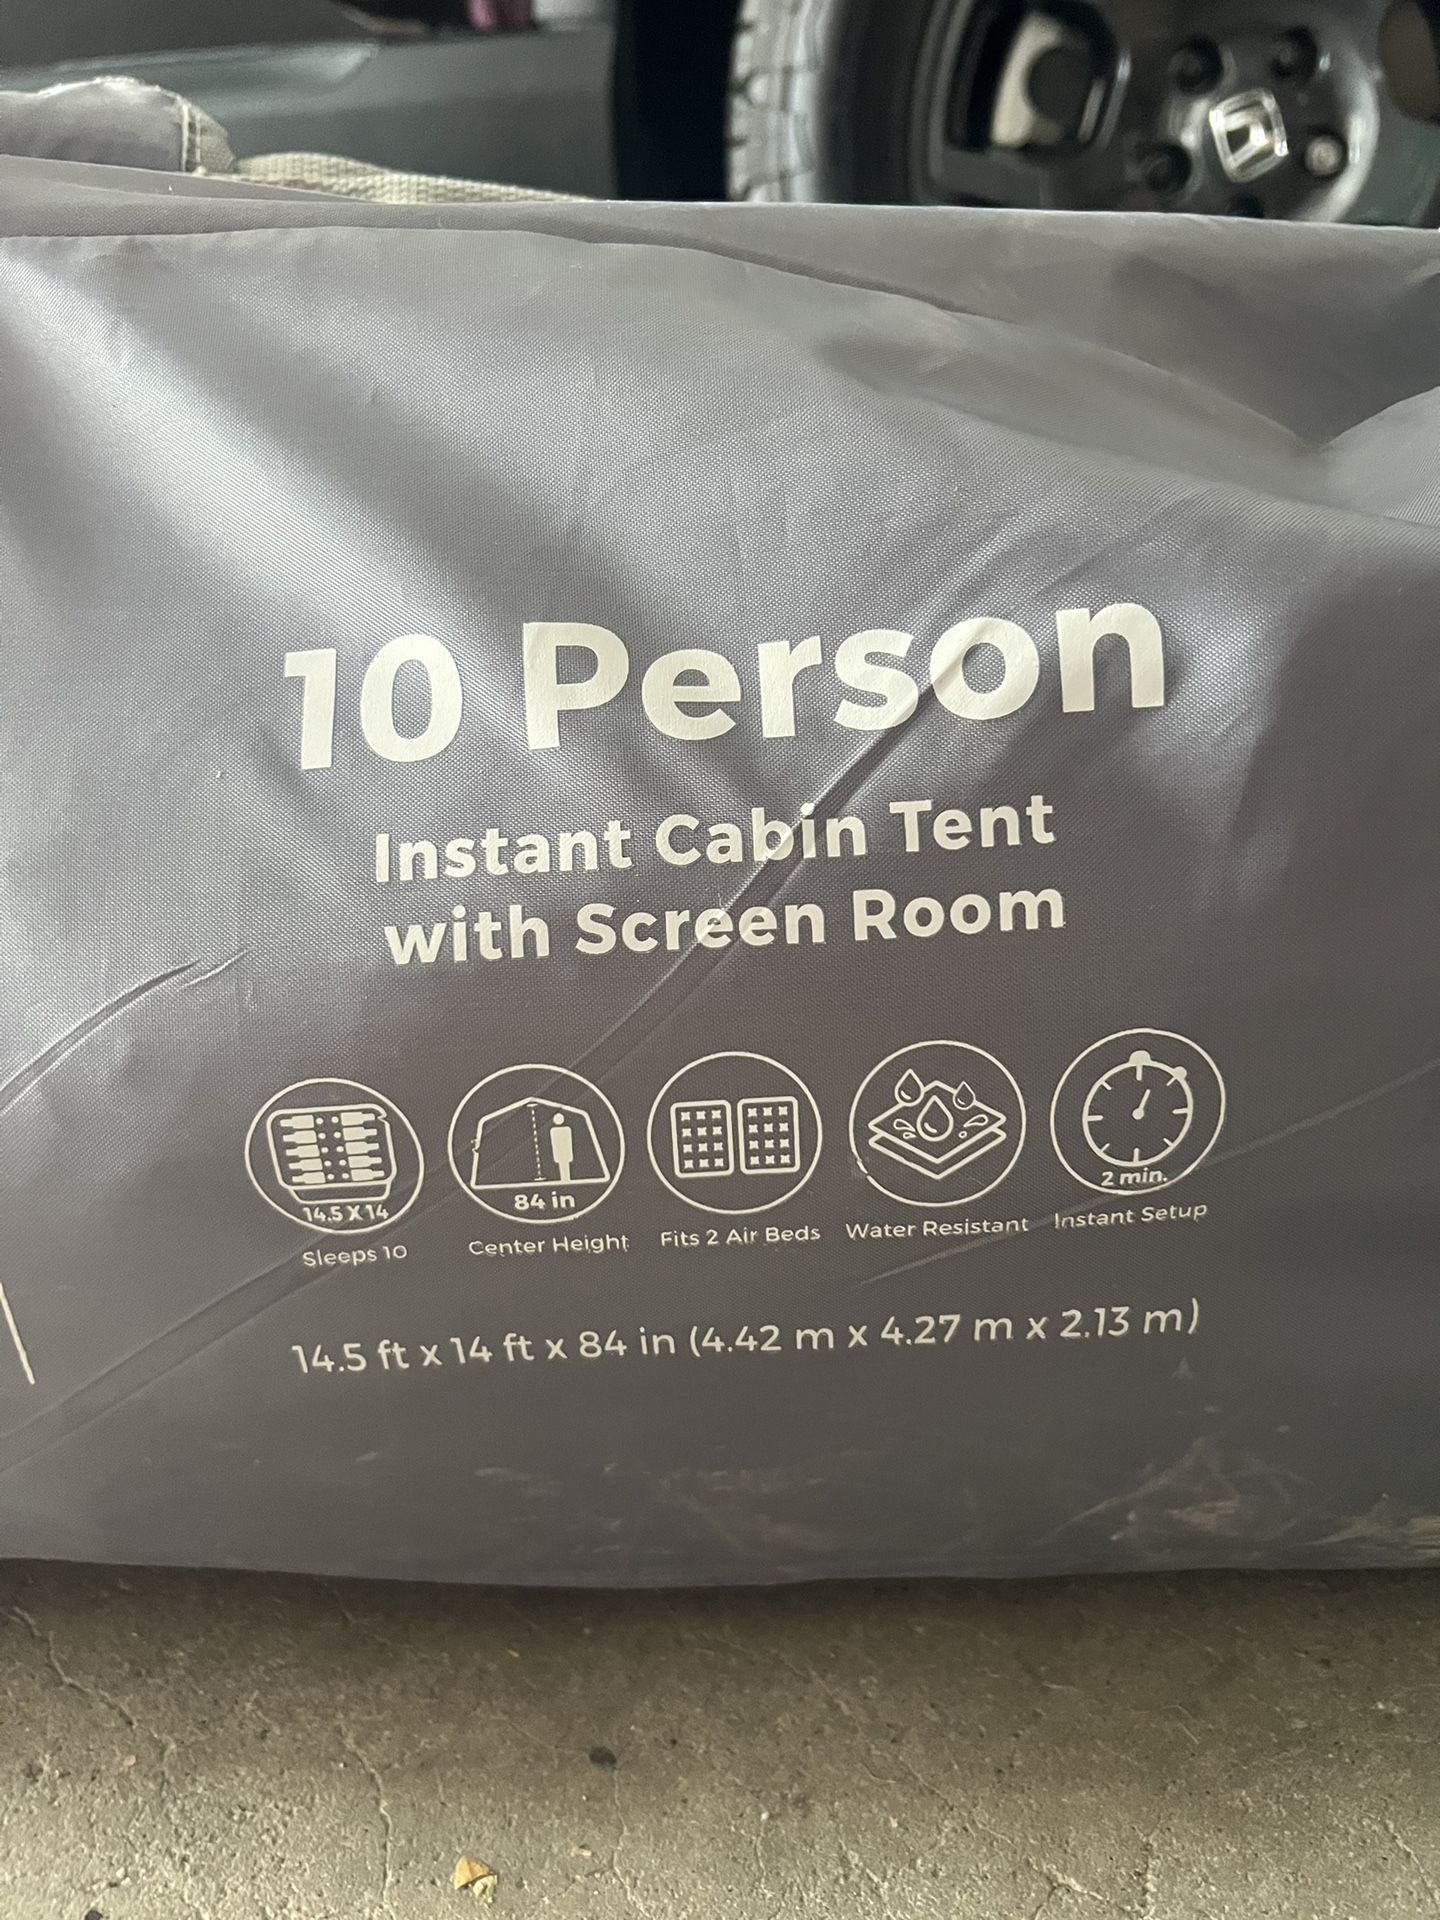 10 Person
Instant Cabin Tent
with Screen Room
14.5 X 14
Sleeps 10
84 in
Center Height
Fits 2 Air Beds
Water Resistant
2 min.
Instant Setup
14.5 ft x 14 ft x 84 in (4.42 m x 4.27 m x 2.13 m)